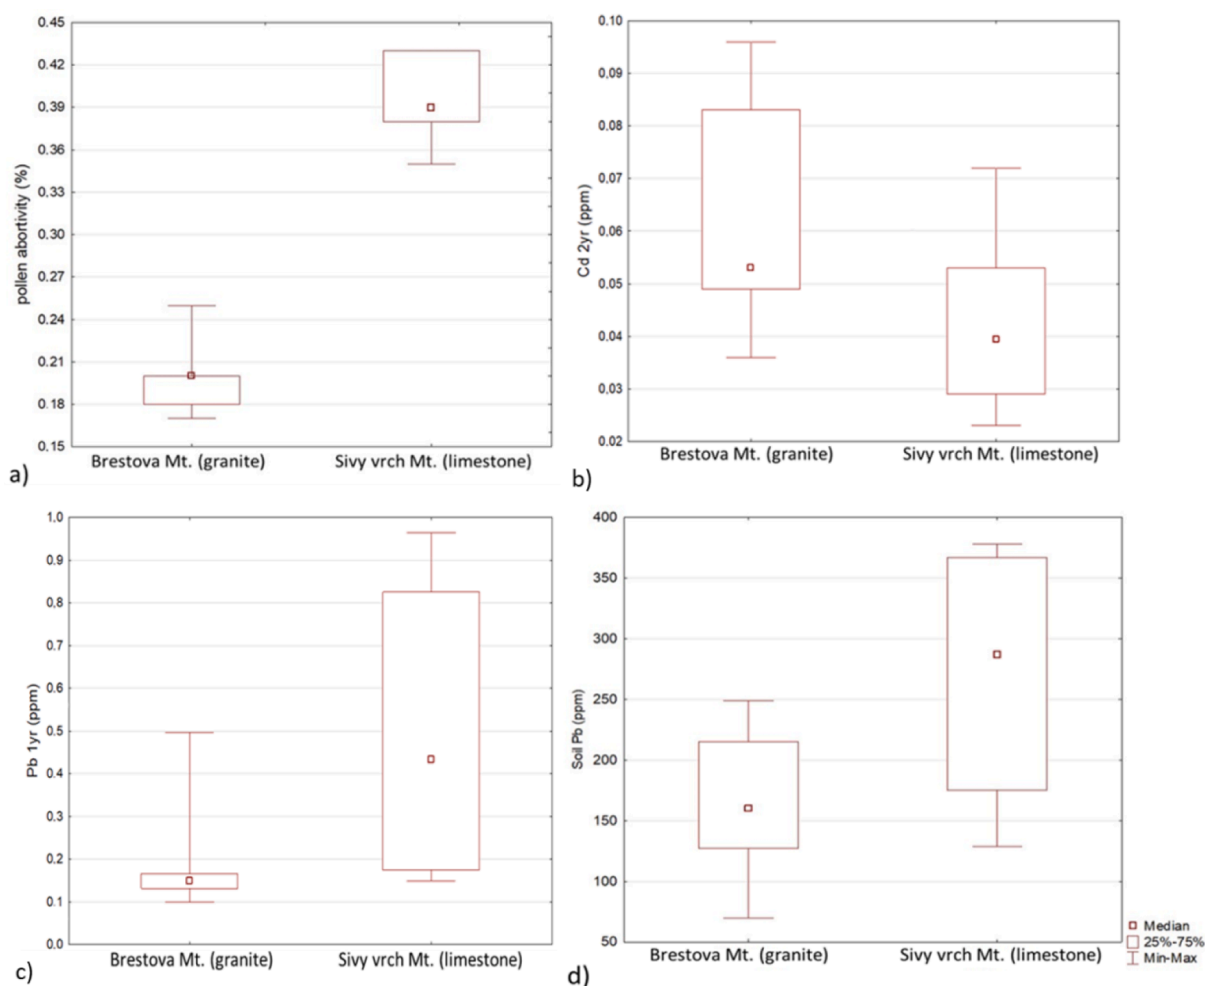 0.45
0.42
0.39
0.36
0.33
0.30
0.27
0.24
0.21
0.18
0.15
pollen abortivity (%)
Brestova Mt. (granite)
Sivy vrch Mt. (limestone)
a)
0.10
0.09
0.08
0.07
0.06
0.05
0.04
0.03
0.02
Cd 2yr (ppm)
Brestova Mt. (granite)
Sivy vrch Mt. (limestone)
b)
1.0
0.9
0.8
0.7
0.6
0.5
0.4
0.3
0.2
0.1
0.0
Pb 1yr (ppm)
Brestova Mt. (granite)
Sivy vrch Mt. (limestone)
c)
400
350
300
250
200
150
100
50
Soil Pb (ppm)
Brestova Mt. (granite)
Sivy vrch Mt. (limestone)
d)
Median
25%-75%
Min-Max